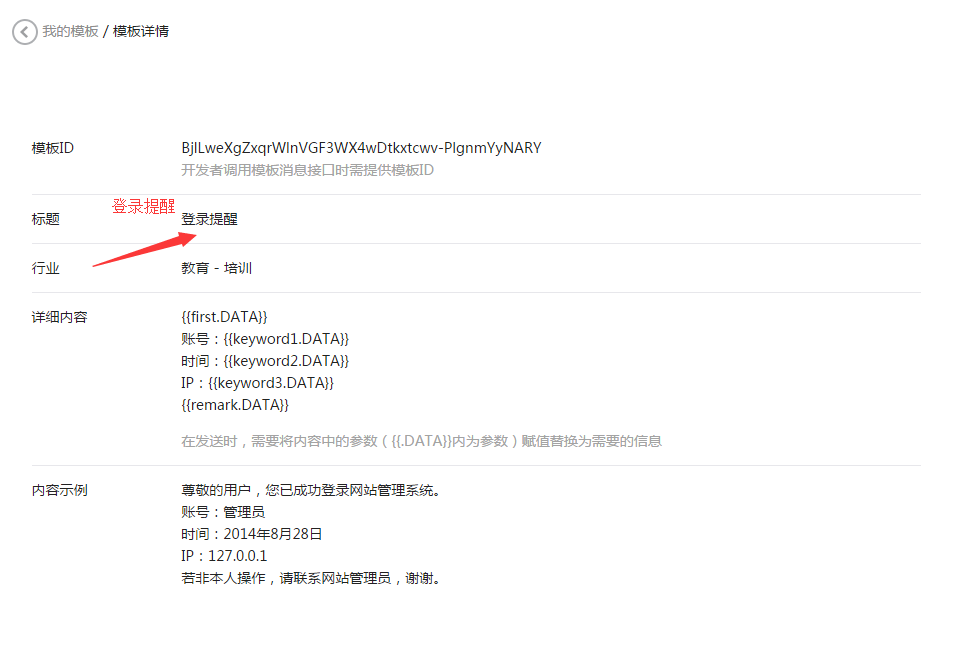 我的模板 / 模板详情
模板ID
BjlLweXgZxqrWlnVGF3WX4wDtkxtcwv-PlgnmYyNARY
开发者调用模板消息接口时需提供模板ID
登录提醒
标题
登录提醒
行业
教育 - 培训
详细内容
{{first.DATA}}
账号：{{keyword1.DATA}}
时间：{{keyword2.DATA}}
IP：{{keyword3.DATA}}
{{remark.DATA}}
在发送时，需要将内容中的参数（{{.DATA}}内为参数）赋值替换为需要的信息
内容示例
尊敬的用户，您已成功登录网站管理系统。
账号：管理员
时间：2014年8月28日
IP：127.0.0.1
若非本人操作，请联系网站管理员，谢谢。